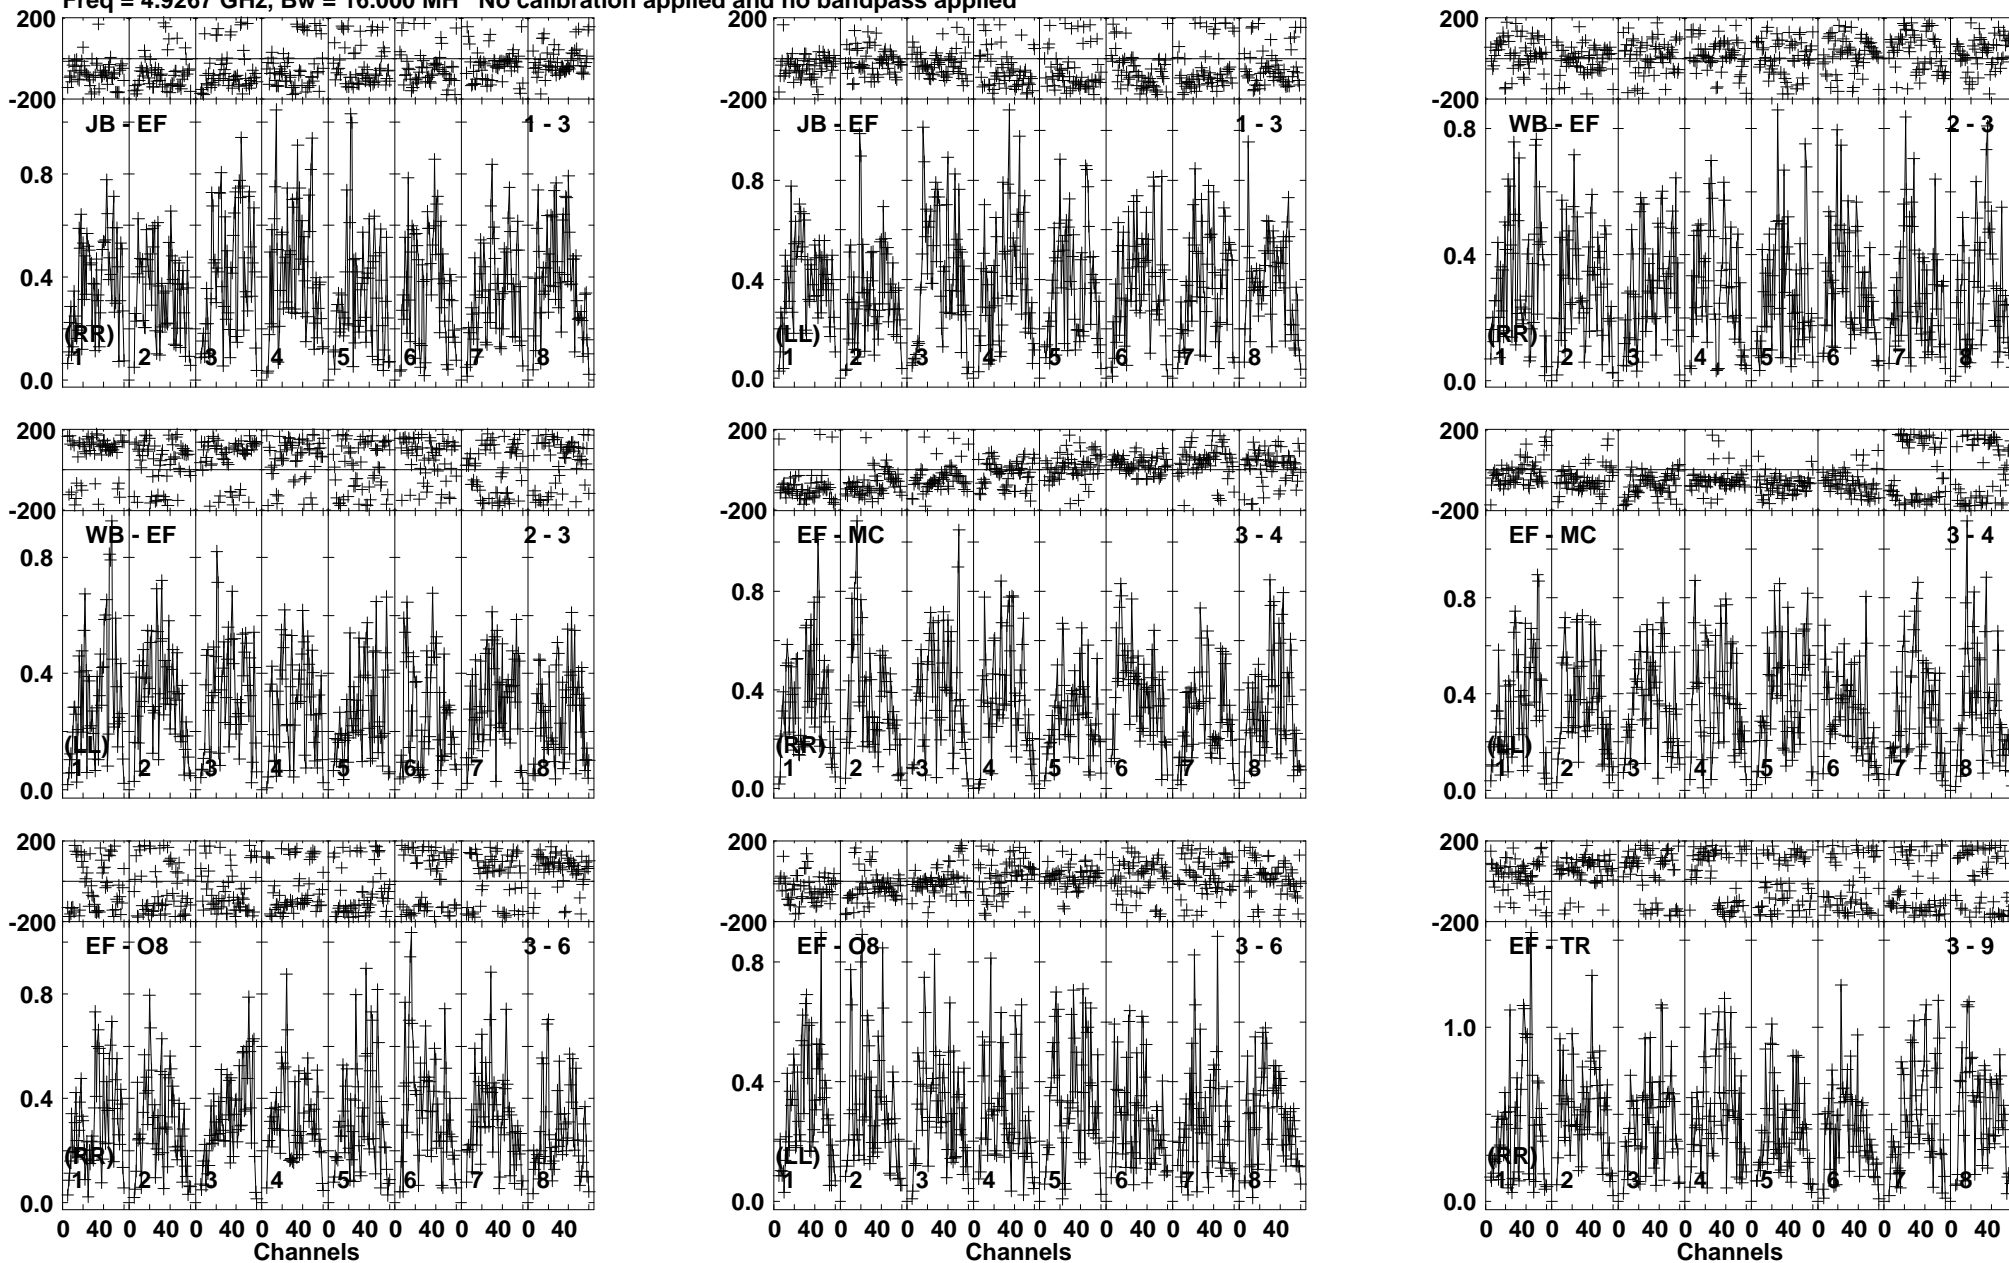 Freq = 4.9267 GHz, Bw = 16.000 MH No calibration applied and no bandpass applied
200 200 200
-200 -200 -200
JB - EF 1 - 3 JB - EF 1 - 3 WB - EF 2 - 3
0.8 0.8 0.8
0.4 0.4 0.4
(RR) (LL) (RR)
1 2 3 4 5 6 7 8 1 2 3 4 5 6 7 8 1 2 3 4 5 6 7 8
0.0 0.0 0.0
200 200 200
-200 -200 -200
WB - EF 2 - 3 EF - MC 3 - 4 EF - MC 3 - 4
0.8 0.8 0.8
0.4 0.4 0.4
(LL) (RR) (LL)
1 2 3 4 5 6 7 8 1 2 3 4 5 6 7 8 1 2 3 4 5 6 7 8
0.0 0.0 0.0
200 200 200
-200 -200 -200
EF - O8 3 - 6 EF - O8 3 - 6 EF - TR 3 - 9
0.8 0.8 1.0
0.4 0.4
(RR) (LL) (RR)
1 2 3 4 5 6 7 8 1 2 3 4 5 6 7 8 1 2 3 4 5 6 7 8
0.0 0.0 0.0
0 40 0 40 0 40 0 40 0 40 0 40 0 40 0 40 0 40 0 40 0 40 0 40 0 40 0 40 0 40 0 40 0 40 0 40 0 40 0 40 0 40 0 40 0 40 0 40
Channels Channels Channels